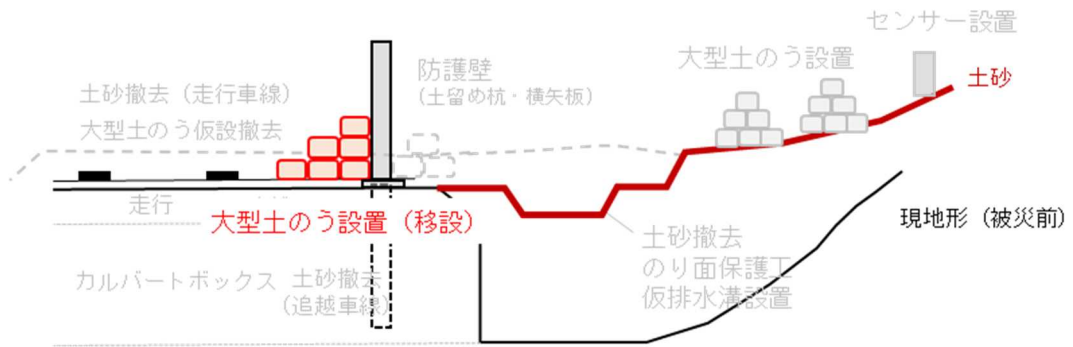 センサー設置
大型土のう設置
土砂
防護壁
(土留め杭・横矢板)
土砂撤去（走行車線）
大型土のう仮設撤去
走行
大型土のう設置（移設）
現地形（被災前）
土砂撤去
のり面保護工
仮排水溝設置
カルバートボックス
土砂撤去
（追越車線）